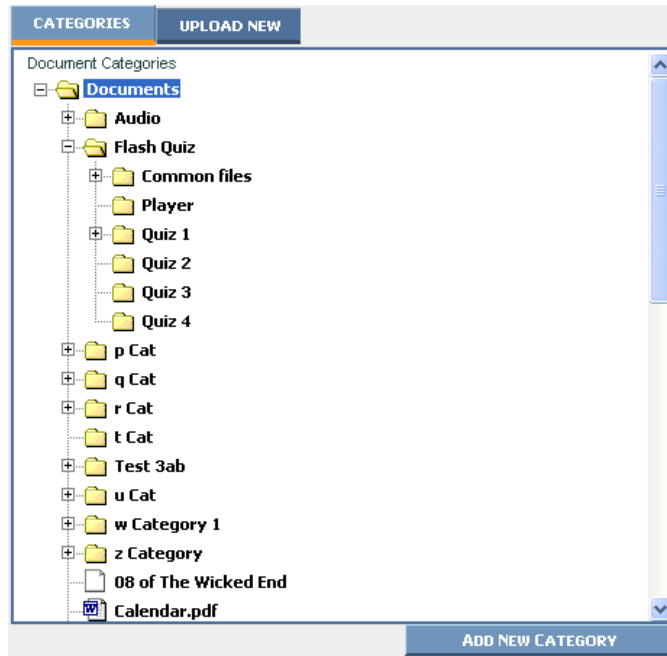 CATEGORIES UPLOAD NEW
Document Categories
Documents
Audio
Flash Quiz
Common files
Player
Quiz 1
Quiz 2
Quiz 3
Quiz 4
p Cat
q Cat
r Cat
t Cat
Test 3ab
u Cat
w Category 1
z Category
08 of The Wicked End
Calendar.pdf
ADD NEW CATEGORY